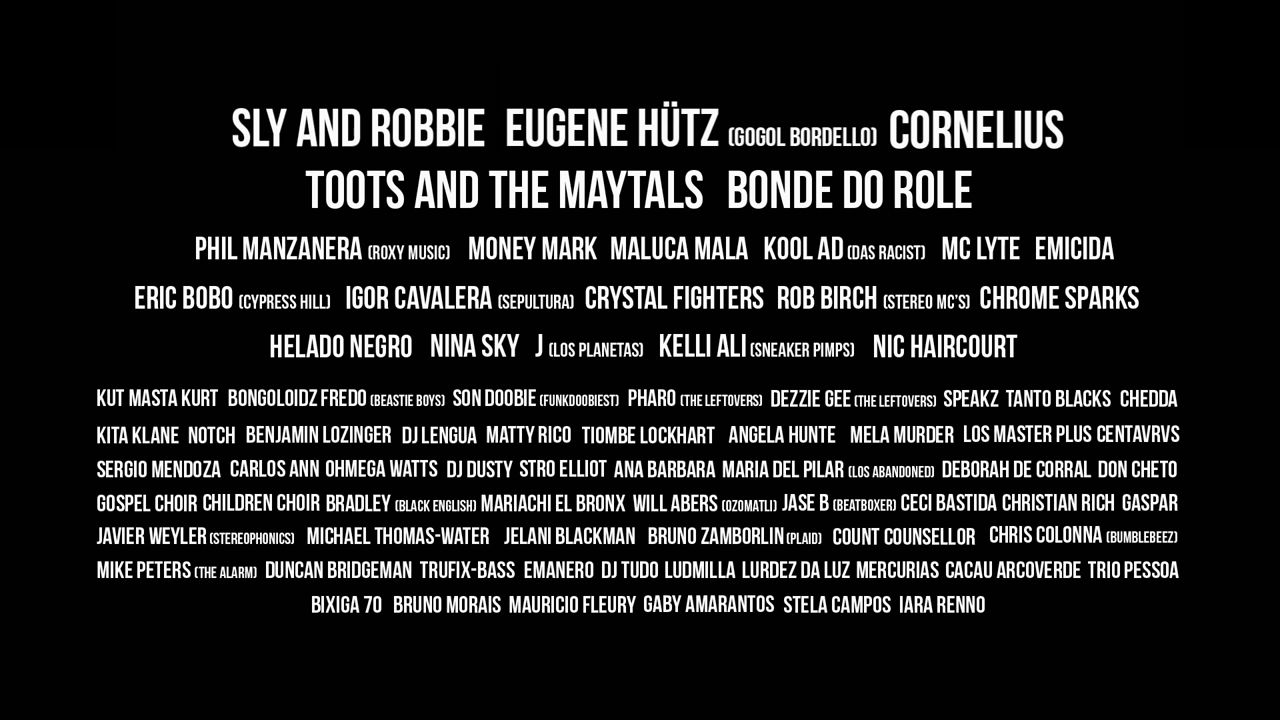 SLY AND ROBBIE EUGENE HÜTZ (GOGOL BORDELLO) CORNELIUS
TOOTS AND THE MAYTALS BONDE DO ROLE
PHIL MANZANERA (ROXY MUSIC) MONEY MARK MALUCA MALA KOOL AD (DAS RACIST) MC LYTE EMICIDA
ERIC BOBO (CYPRESS HILL) IGOR CAVALERA (SEPULTURA) CRYSTAL FIGHTERS ROB BIRCH (STEREO MC'S) CHROME SPARKS
HELADO NEGRO NINA SKY J (LOS PLANETAS) KELLI ALI (SNEAKER PIMPS) NIC HAIRCOURT
KUT MASTA KURT BONGOLOIDZ FREDO (BEASTIE BOYS) SON DOOBIE (FUNKDOOBIEST) PHARO (THE LEFTOVERS) DEZZIE GEE (THE LEFTOVERS) SPEAKZ TANTO BLACKS CHEDDA
KITA KLANE NOTCH BENJAMIN LOZINGER DJ LENGUA MATTY RICO TIOMBE LOCKHART ANGELA HUNTE MELA MURDER LOS MASTER PLUS CENTAVRVS
SERGIO MENDOZA CARLOS ANN OHMEGA WATTS DJ DUSTY STRO ELLIOT ANA BARBARA MARIA DEL PILAR (LOS ABANDONED) DEBORAH DE CORRAL DON CHETO
GOSPEL CHOIR CHILDREN CHOIR BRADLEY (BLACK ENGLISH) MARIACHI EL BRONX WILL ABERS (OZOMATLI) JASE B (BEATBOXER) CECI BASTIDA CHRISTIAN RICH GASPAR
JAVIER WEYLER (STEREOPHONICS) MICHAEL THOMAS-WATER JELANI BLACKMAN BRUNO ZAMBORLIN (PLAID) COUNT COUNSELLOR CHRIS COLONNA (BUMBLEBEEZ)
MIKE PETERS (THE ALARM) DUNCAN BRIDGEMAN TRUFIX-BASS EMANERO DJ TUDO LUDMILLA LURDEZ DA LUZ MERCURIAS CACAU ARCOVERDE TRIO PESSOA
BIXIGA 70 BRUNO MORAIS MAURICIO FLEURY GABY AMARANTOS STELA CAMPOS IARA RENNO